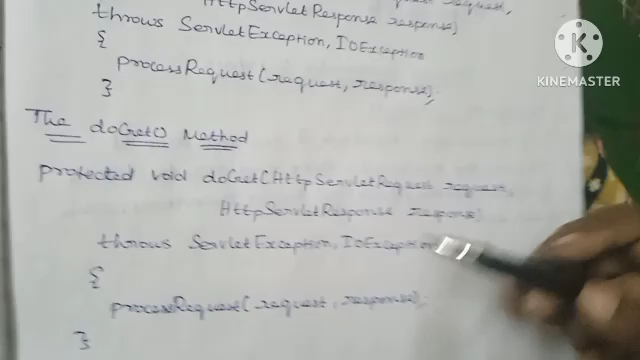 HttpServletResponse response)
throws ServletException, IOException
{
processRequest(request, response);
}
The doGet() Method
protected void doGet(HttpServletRequest request,
HttpServletResponse response)
throws ServletException, IOException
{
processRequest(request, response);
}
KINEMASTER